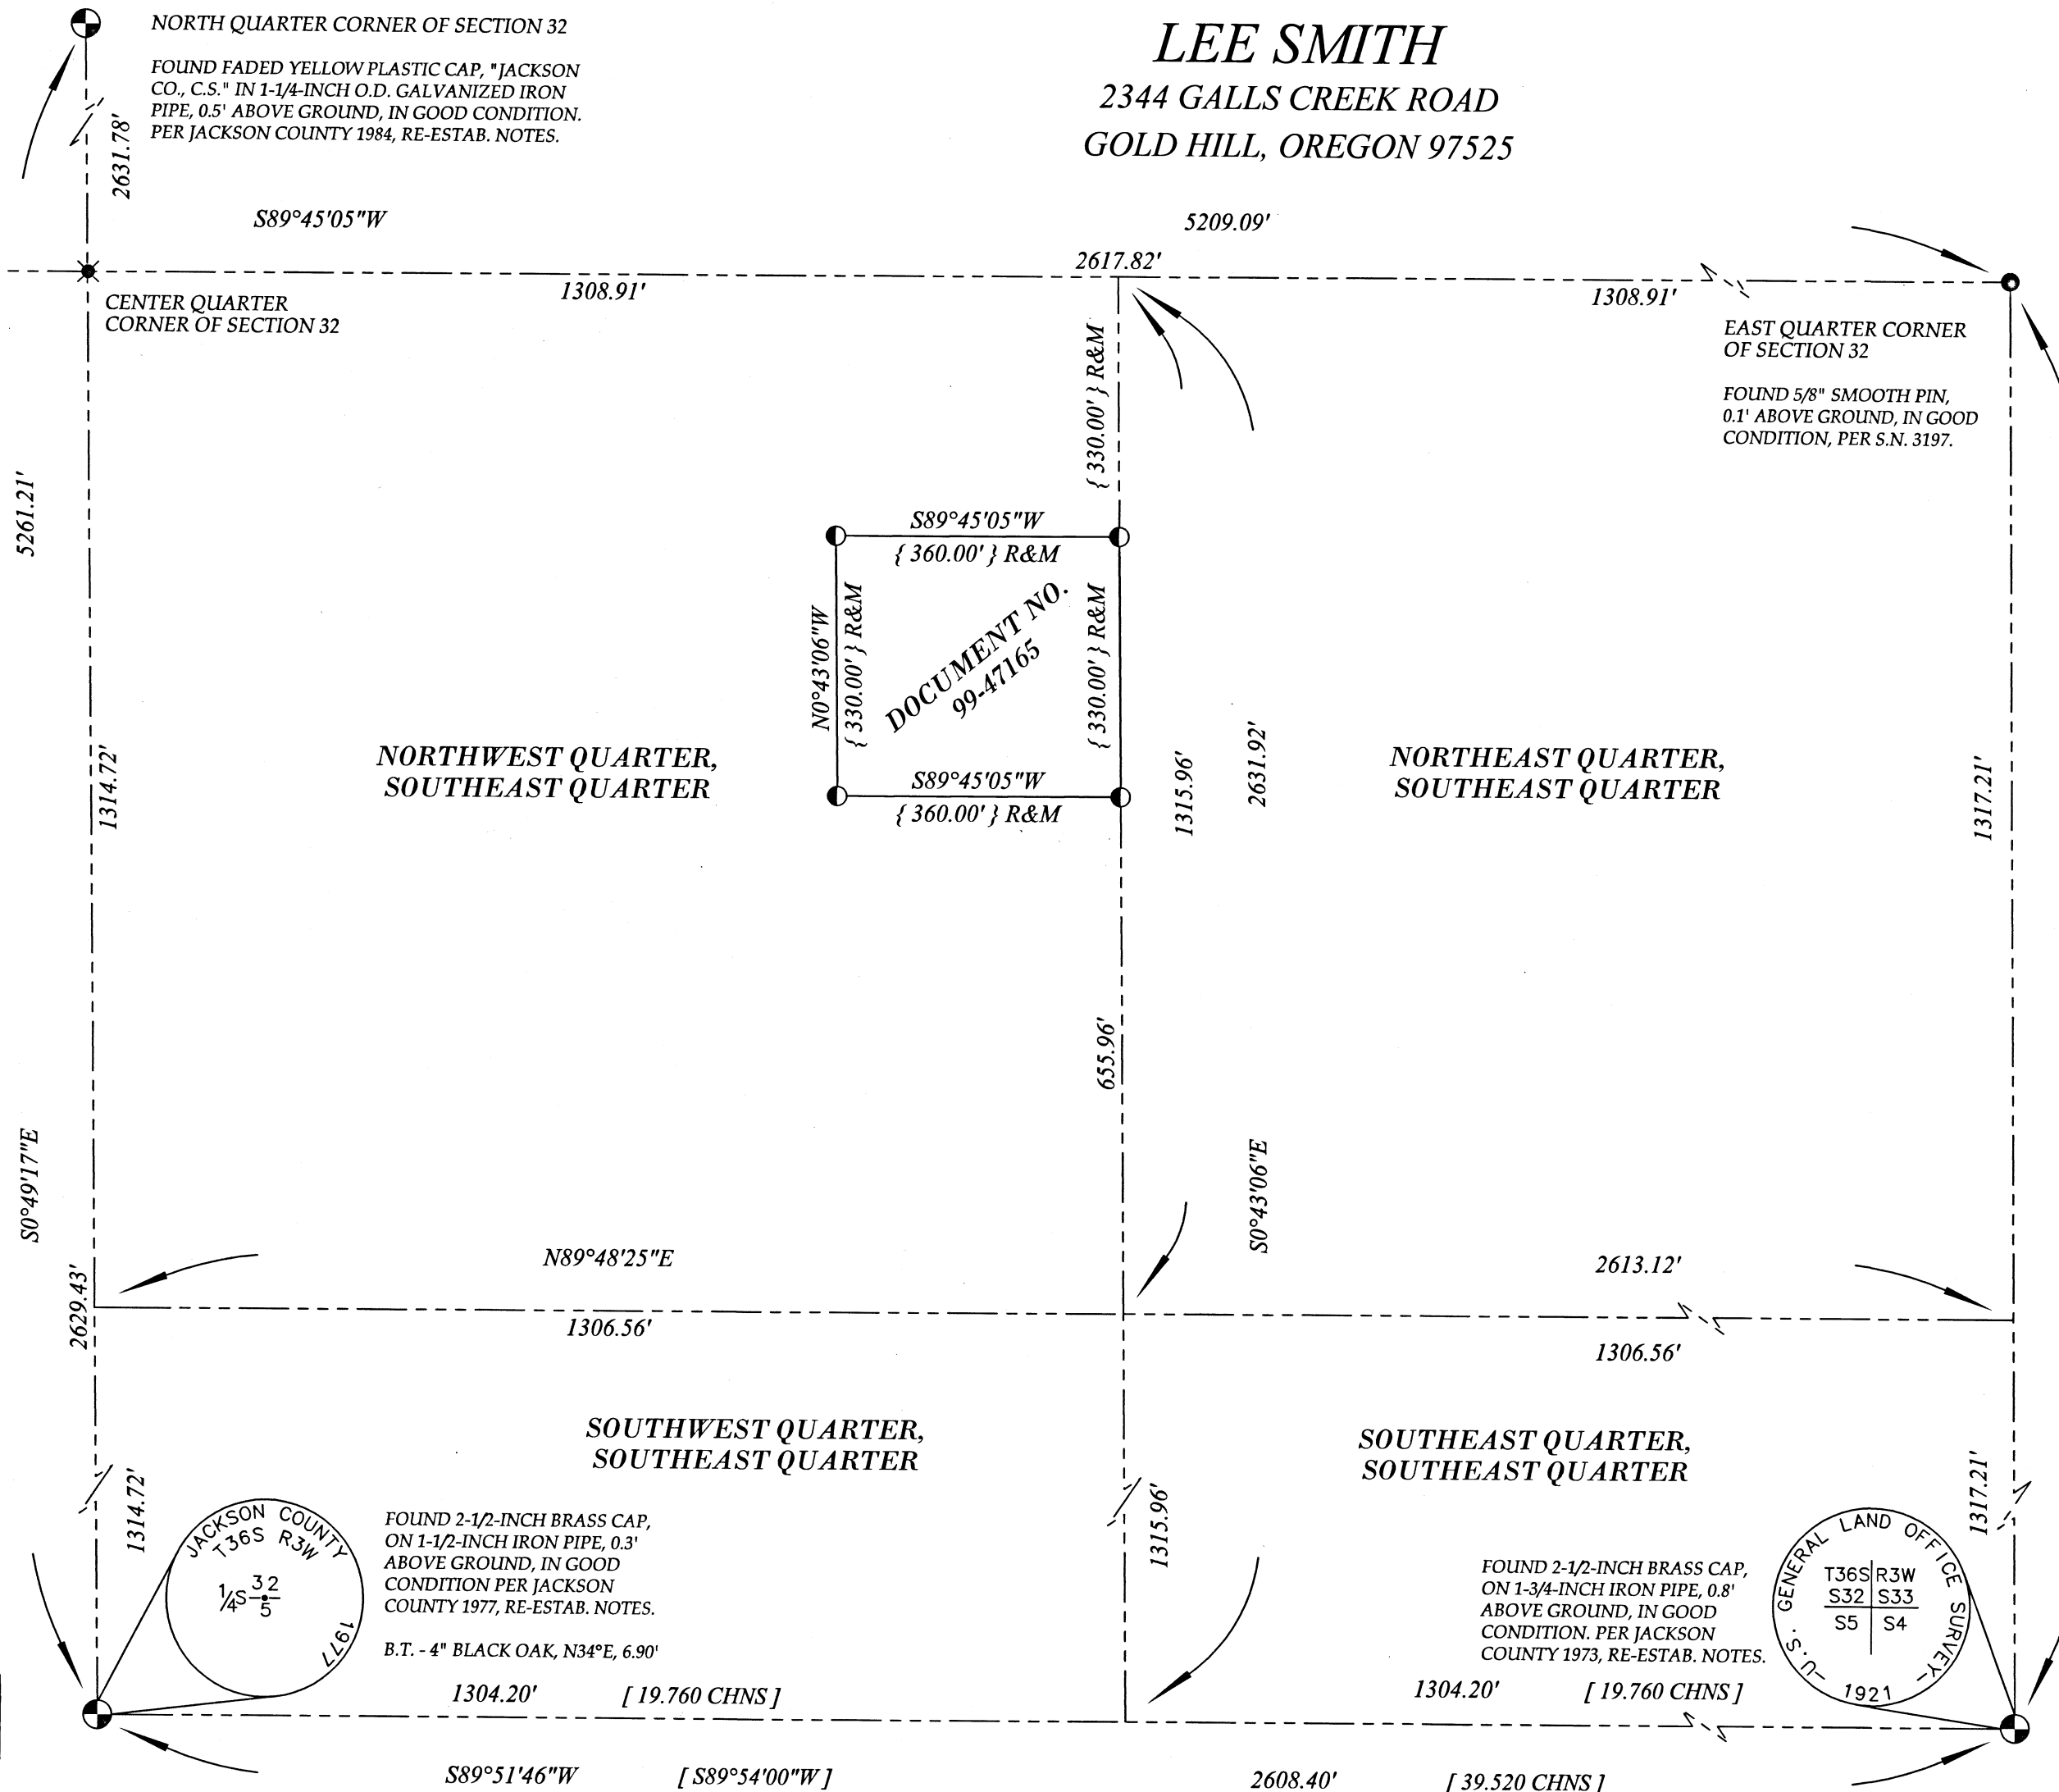 NORTH QUARTER CORNER OF SECTION 32
FOUND FADED YELLOW PLASTIC CAP, "JACKSON
CO., C.S." IN 1-1/4-INCH O.D. GALVANIZED IRON
PIPE, 0.5' ABOVE GROUND, IN GOOD CONDITION.
PER JACKSON COUNTY 1984, RE-ESTAB. NOTES.
LEE SMITH
2344 GALLS CREEK ROAD
GOLD HILL, OREGON 97525
2631.78'
S89°45'05"W
5209.09'
2617.82'
1308.91'
1308.91'
CENTER QUARTER
CORNER OF SECTION 32
EAST QUARTER CORNER
OF SECTION 32
FOUND 5/8" SMOOTH PIN,
0.1' ABOVE GROUND, IN GOOD
CONDITION, PER S.N. 3197.
{ 330.00' } R&M
5261.21'
S89°45'05"W
{ 360.00' } R&M
N0°43'06"W
{ 330.00' } R&M
DOCUMENT NO.
99-47165
{ 330.00' } R&M
S89°45'05"W
{ 360.00' } R&M
NORTHWEST QUARTER,
SOUTHEAST QUARTER
NORTHEAST QUARTER,
SOUTHEAST QUARTER
1314.72'
1315.96'
2631.92'
1317.21'
655.96'
S0°49'17"E
S0°43'06"E
N89°48'25"E
2613.12'
2629.43'
1306.56'
1306.56'
SOUTHWEST QUARTER,
SOUTHEAST QUARTER
SOUTHEAST QUARTER,
SOUTHEAST QUARTER
1314.72'
1315.96'
1317.21'
JACKSON COUNTY
T36S R3W
1/4 S 32
5
1977
FOUND 2-1/2-INCH BRASS CAP,
ON 1-1/2-INCH IRON PIPE, 0.3'
ABOVE GROUND, IN GOOD
CONDITION PER JACKSON
COUNTY 1977, RE-ESTAB. NOTES.
B.T. - 4" BLACK OAK, N34°E, 6.90'
FOUND 2-1/2-INCH BRASS CAP,
ON 1-3/4-INCH IRON PIPE, 0.8'
ABOVE GROUND, IN GOOD
CONDITION. PER JACKSON
COUNTY 1973, RE-ESTAB. NOTES.
-U.S. GENERAL LAND OFFICE SURVEY-
T36S R3W
S32 S33
S5 S4
1921
1304.20' [ 19.760 CHNS ]
1304.20' [ 19.760 CHNS ]
S89°51'46"W [ S89°54'00"W ]
2608.40' [ 39.520 CHNS ]